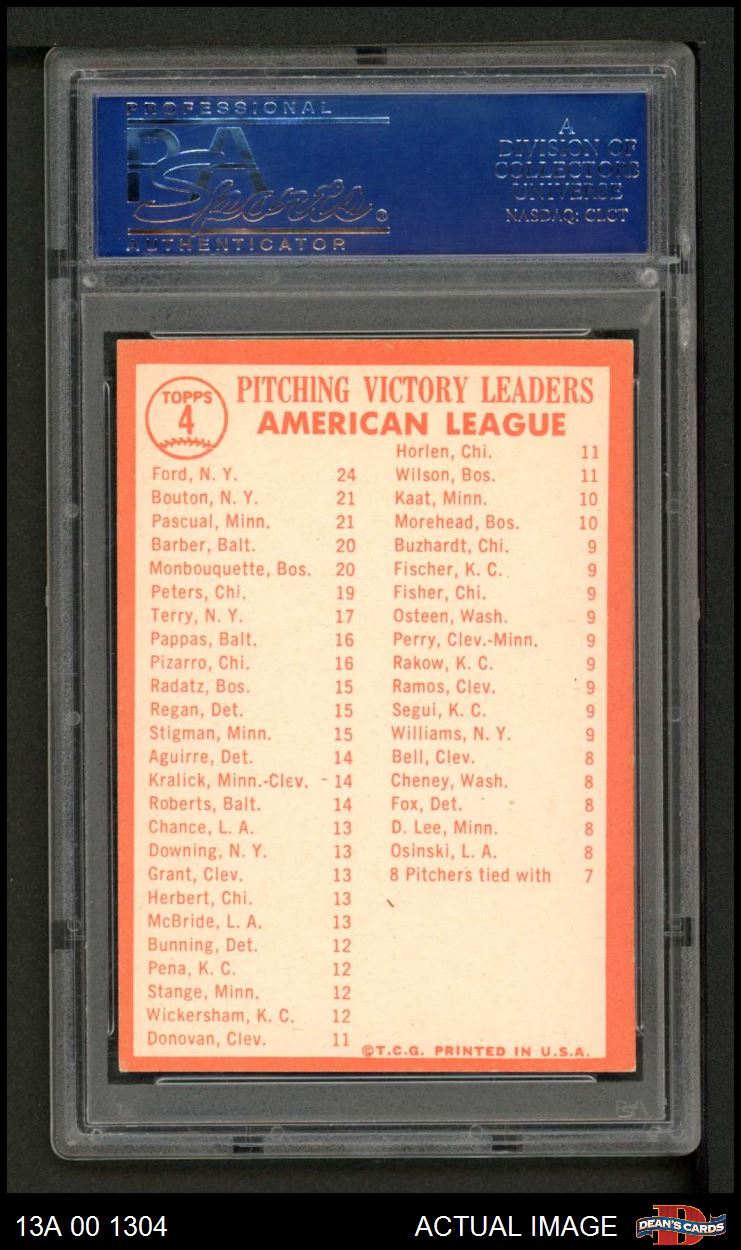 PROFESSIONAL
PSA
Sports®
AUTHENTICATOR
A
DIVISION OF
COLLECTORS
UNIVERSE
NASDAQ: CLCT
TOPPS
4
PITCHING VICTORY LEADERS
AMERICAN LEAGUE
Ford, N. Y. 24
Bouton, N. Y. 21
Pascual, Minn. 21
Barber, Balt. 20
Monbouquette, Bos. 20
Peters, Chi. 19
Terry, N. Y. 17
Pappas, Balt. 16
Pizarro, Chi. 16
Radatz, Bos. 15
Regan, Det. 15
Stigman, Minn. 15
Aguirre, Det. 14
Kralick, Minn.-Clev. 14
Roberts, Balt. 14
Chance, L. A. 13
Downing, N. Y. 13
Grant, Clev. 13
Herbert, Chi. 13
McBride, L. A. 13
Bunning, Det. 12
Pena, K. C. 12
Stange, Minn. 12
Wickersham, K. C. 12
Donovan, Clev. 11
Horlen, Chi. 11
Wilson, Bos. 11
Kaat, Minn. 10
Morehead, Bos. 10
Buzhardt, Chi. 9
Fischer, K. C. 9
Fisher, Chi. 9
Osteen, Wash. 9
Perry, Clev.-Minn. 9
Rakow, K. C. 9
Ramos, Clev. 9
Segui, K. C. 9
Williams, N. Y. 9
Bell, Clev. 8
Cheney, Wash. 8
Fox, Det. 8
D. Lee, Minn. 8
Osinski, L. A. 8
8 Pitchers tied with 7
©T.C.G. PRINTED IN U.S.A.
PSA
13A 00 1304
ACTUAL IMAGE
DEAN'S CARDS